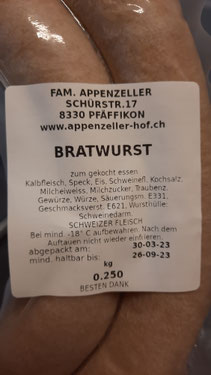 FAM. APPENZELLER
SCHÜRSTR.17
8330 PFÄFFIKON
www.appenzeller-hof.ch
BRATWURST
zum gekocht essen.
Kalbfleisch, Speck, Eis, Schweinefl. Kochsalz,
Milcheiweiss, Milchzucker, Traubenz.
Gewürze, Würze, Säuerungsm. E331,
Geschmacksverst. E621, Wursthülle:
Schweinedarm.
SCHWEIZER FLEISCH
Bei mind. -18° C aufbewahren. Nach dem
Auftauen nicht wieder einfrieren.
abgepackt am: 30-03-23
mind. haltbar bis: 26-09-23
kg
0.250
BESTEN DANK